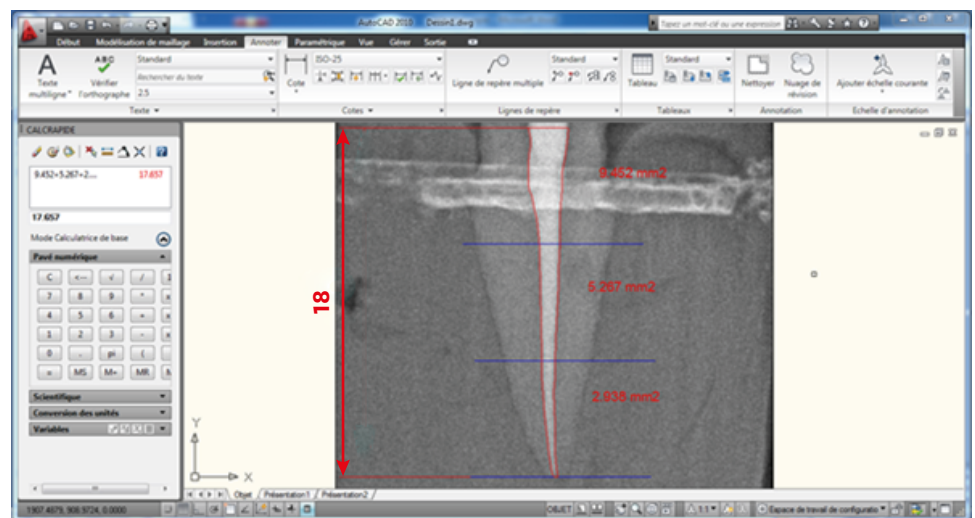 AutoCAD 2010 Dessin1.dwg
Tapez un mot-clé ou une expression
Début Modélisation de maillage Insertion Annoter Paramétrique Vue Gérer Sortie
A
Texte
multiligne
ABC
Vérifier
l'orthographe
Standard
Rechercher du texte
2.5
Texte
ISO-25
Cote
Cotes
Ligne de repère multiple
Standard
Lignes de repère
Tableau
Standard
Tableaux
Nettoyer
Nuage de
révision
Annotation
Ajouter échelle courante
Echelle d'annotation
CALCRAPIDE
9.452+5.267+2.... 17.657
17.657
Mode Calculatrice de base
Pavé numérique
C <-- √ / 1
7 8 9 * x
4 5 6 + x
1 2 3 - x
0 . pi (
= MS M+ MR M
Scientifique
Conversion des unités
Variables
18
9.452 mm2
5.267 mm2
2.938 mm2
Y
X
Objet Présentation1 Présentation2
1907.4679, 908.9724, 0.0000
OBJET
1:1
Espace de travail de configuratio